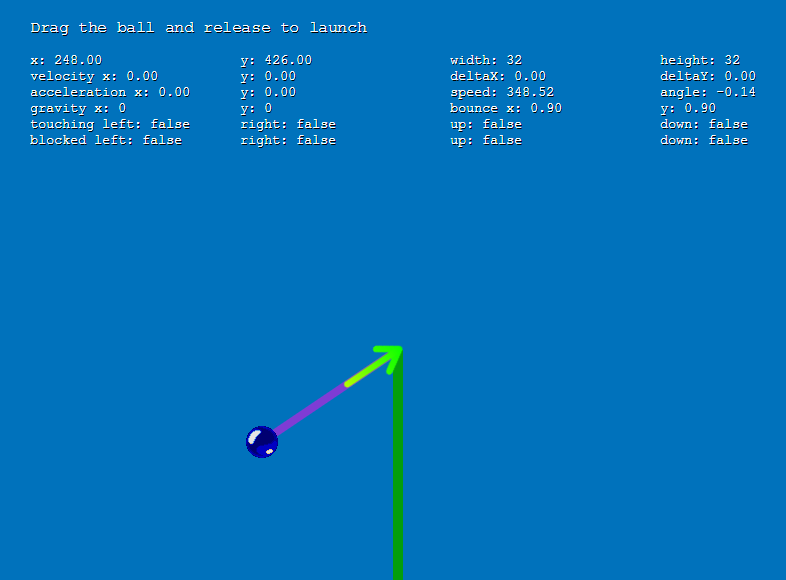 Drag the ball and release to launch
x: 248.00 y: 426.00 width: 32 height: 32
velocity x: 0.00 y: 0.00 deltaX: 0.00 deltaY: 0.00
acceleration x: 0.00 y: 0.00 speed: 348.52 angle: -0.14
gravity x: 0 y: 0 bounce x: 0.90 y: 0.90
touching left: false right: false up: false down: false
blocked left: false right: false up: false down: false